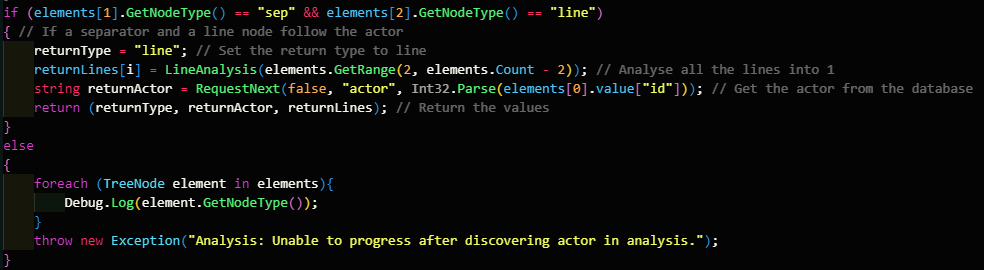 if (elements[1].GetNodeType() == "sep" && elements[2].GetNodeType() == "line")
{ // If a separator and a line node follow the actor
    returnType = "line"; // Set the return type to line
    returnLines[i] = LineAnalysis(elements.GetRange(2, elements.Count - 2)); // Analyse all the lines into 1
    string returnActor = RequestNext(false, "actor", Int32.Parse(elements[0].value["id"])); // Get the actor from the database
    return (returnType, returnActor, returnLines); // Return the values
}
else
{
    foreach (TreeNode element in elements){
        Debug.Log(element.GetNodeType());
    }
    throw new Exception("Analysis: Unable to progress after discovering actor in analysis.");
}